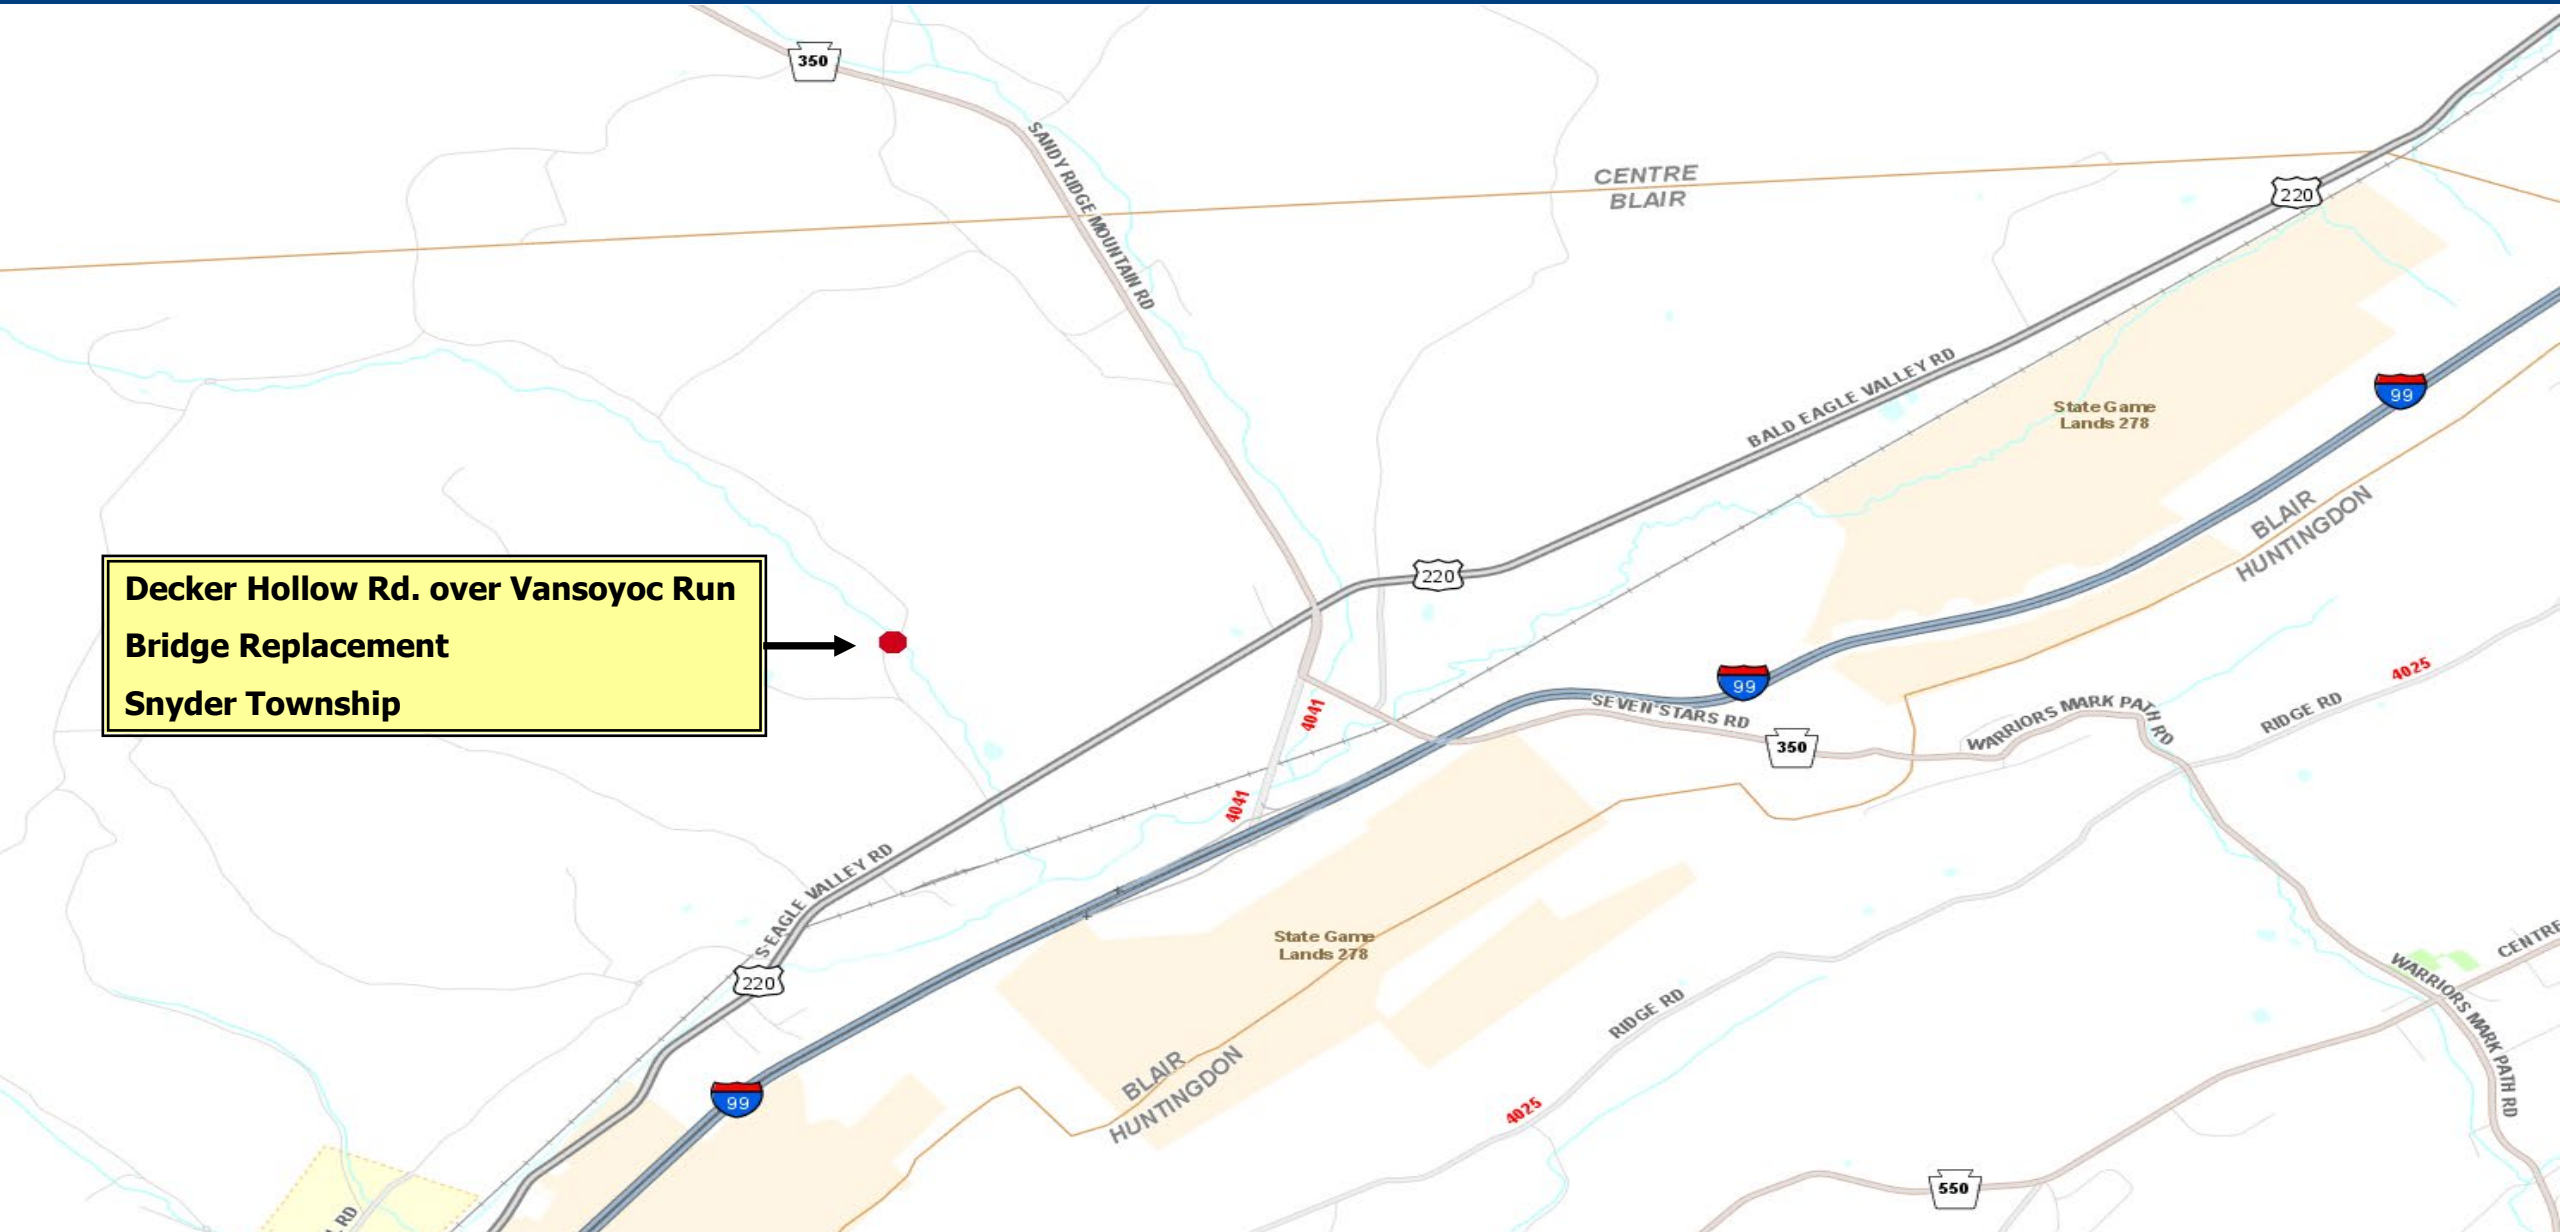 350
SANDY RIDGE MOUNTAIN RD
CENTRE
BLAIR
220
BALD EAGLE VALLEY RD
99
State Game
Lands 278
BLAIR
HUNTINGDON
220
Decker Hollow Rd. over Vansoyoc Run
Bridge Replacement
Snyder Township
4041
99
SEVEN STARS RD
350
WARRIORS MARK PATH RD
4025
RIDGE RD
4041
S EAGLE VALLEY RD
220
State Game
Lands 278
CENTRE
WARRIORS MARK PATH RD
RIDGE RD
99
BLAIR
HUNTINGDON
4025
550
RD